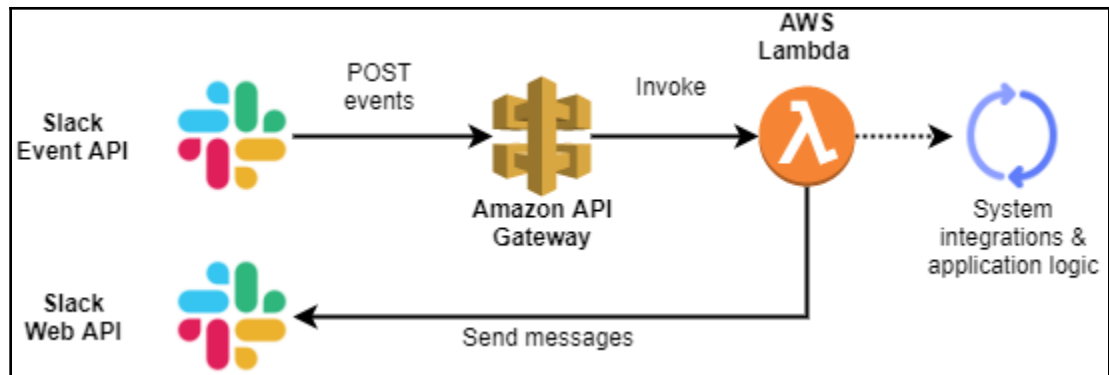 AWS
Lambda
POST
events
Invoke
Slack
Event API
Amazon API
Gateway
System
integrations &
application logic
Slack
Web API
Send messages